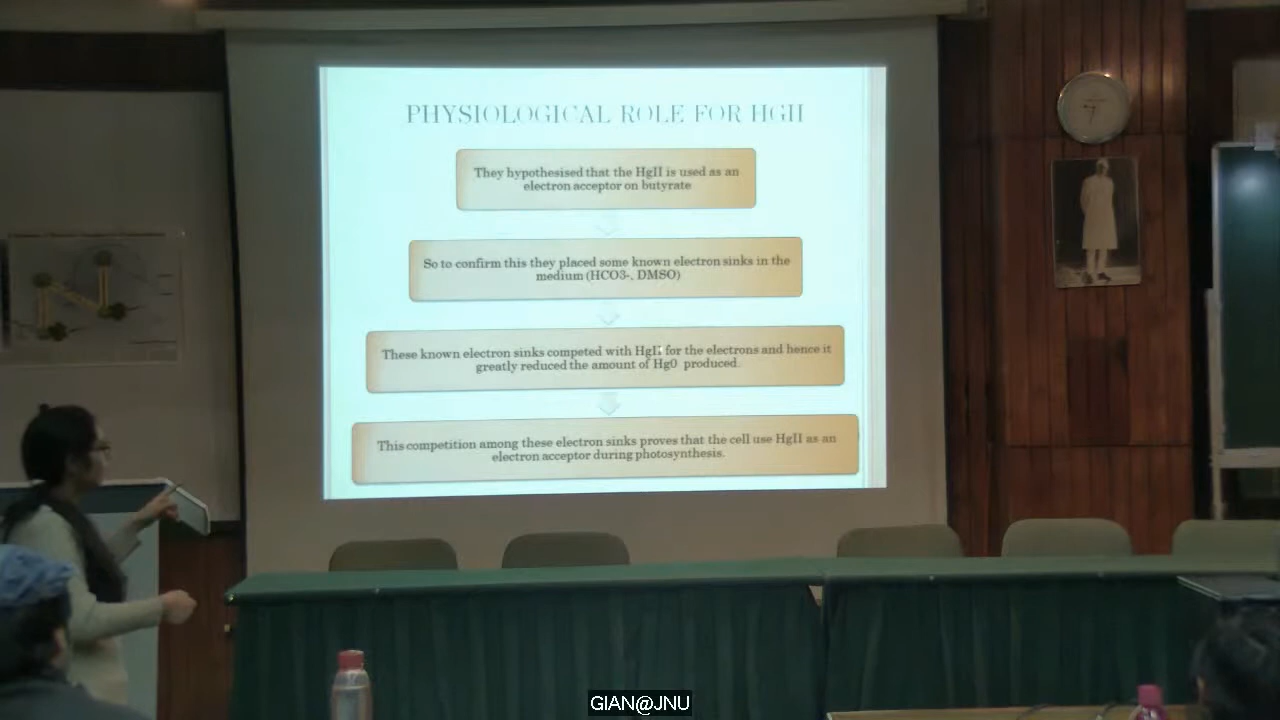 PHYSIOLOGICAL ROLE FOR HGII
They hypothesised that the HgII is used as an
electron acceptor on butyrate
So to confirm this they placed some known electron sinks in the
medium (HCO3-, DMSO)
These known electron sinks competed with HgII for the electrons and hence it
greatly reduced the amount of Hg0 produced.
This competition among these electron sinks proves that the cell use HgII as an
electron acceptor during photosynthesis.
GIAN@JNU